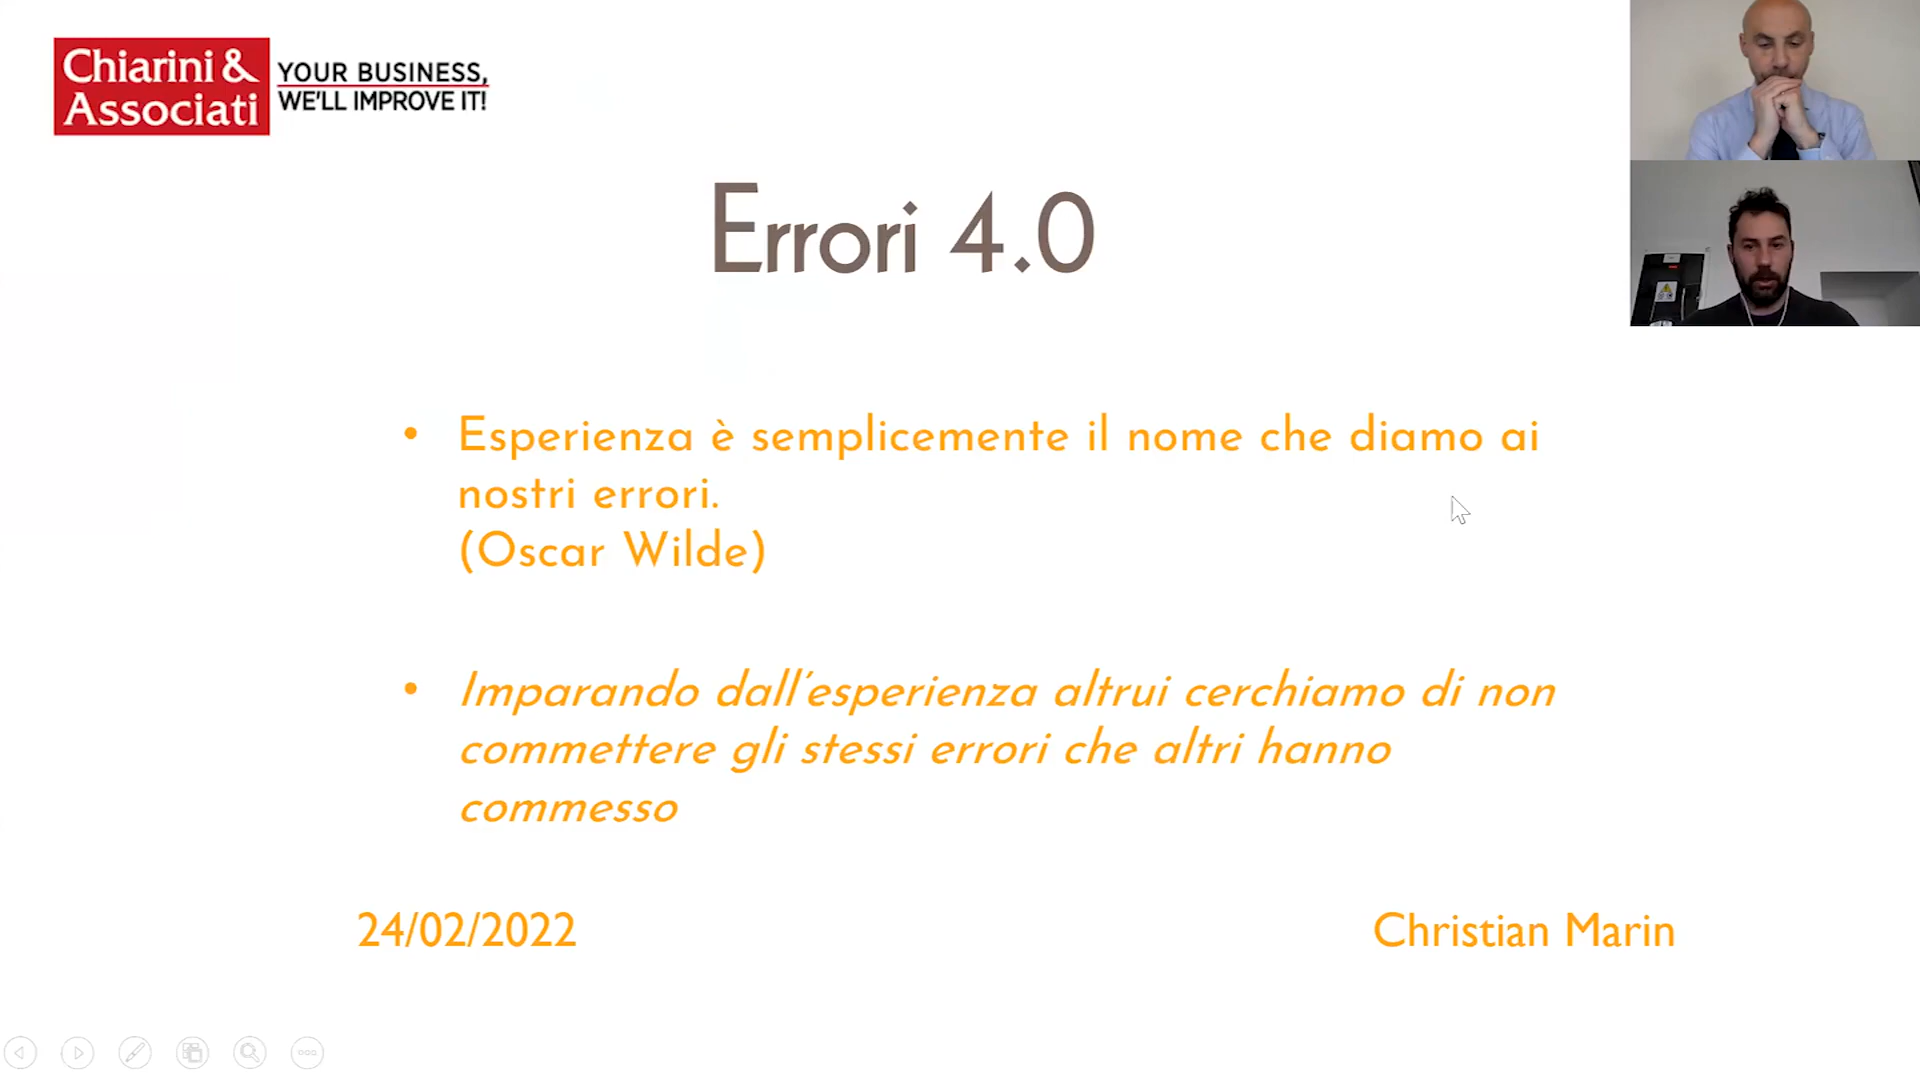 Chiarini &
Associati
YOUR BUSINESS,
WE'LL IMPROVE IT!
Errori 4.0
• Esperienza è semplicemente il nome che diamo ai
nostri errori.
(Oscar Wilde)
• Imparando dall'esperienza altrui cerchiamo di non
commettere gli stessi errori che altri hanno
commesso
24/02/2022
Christian Marin